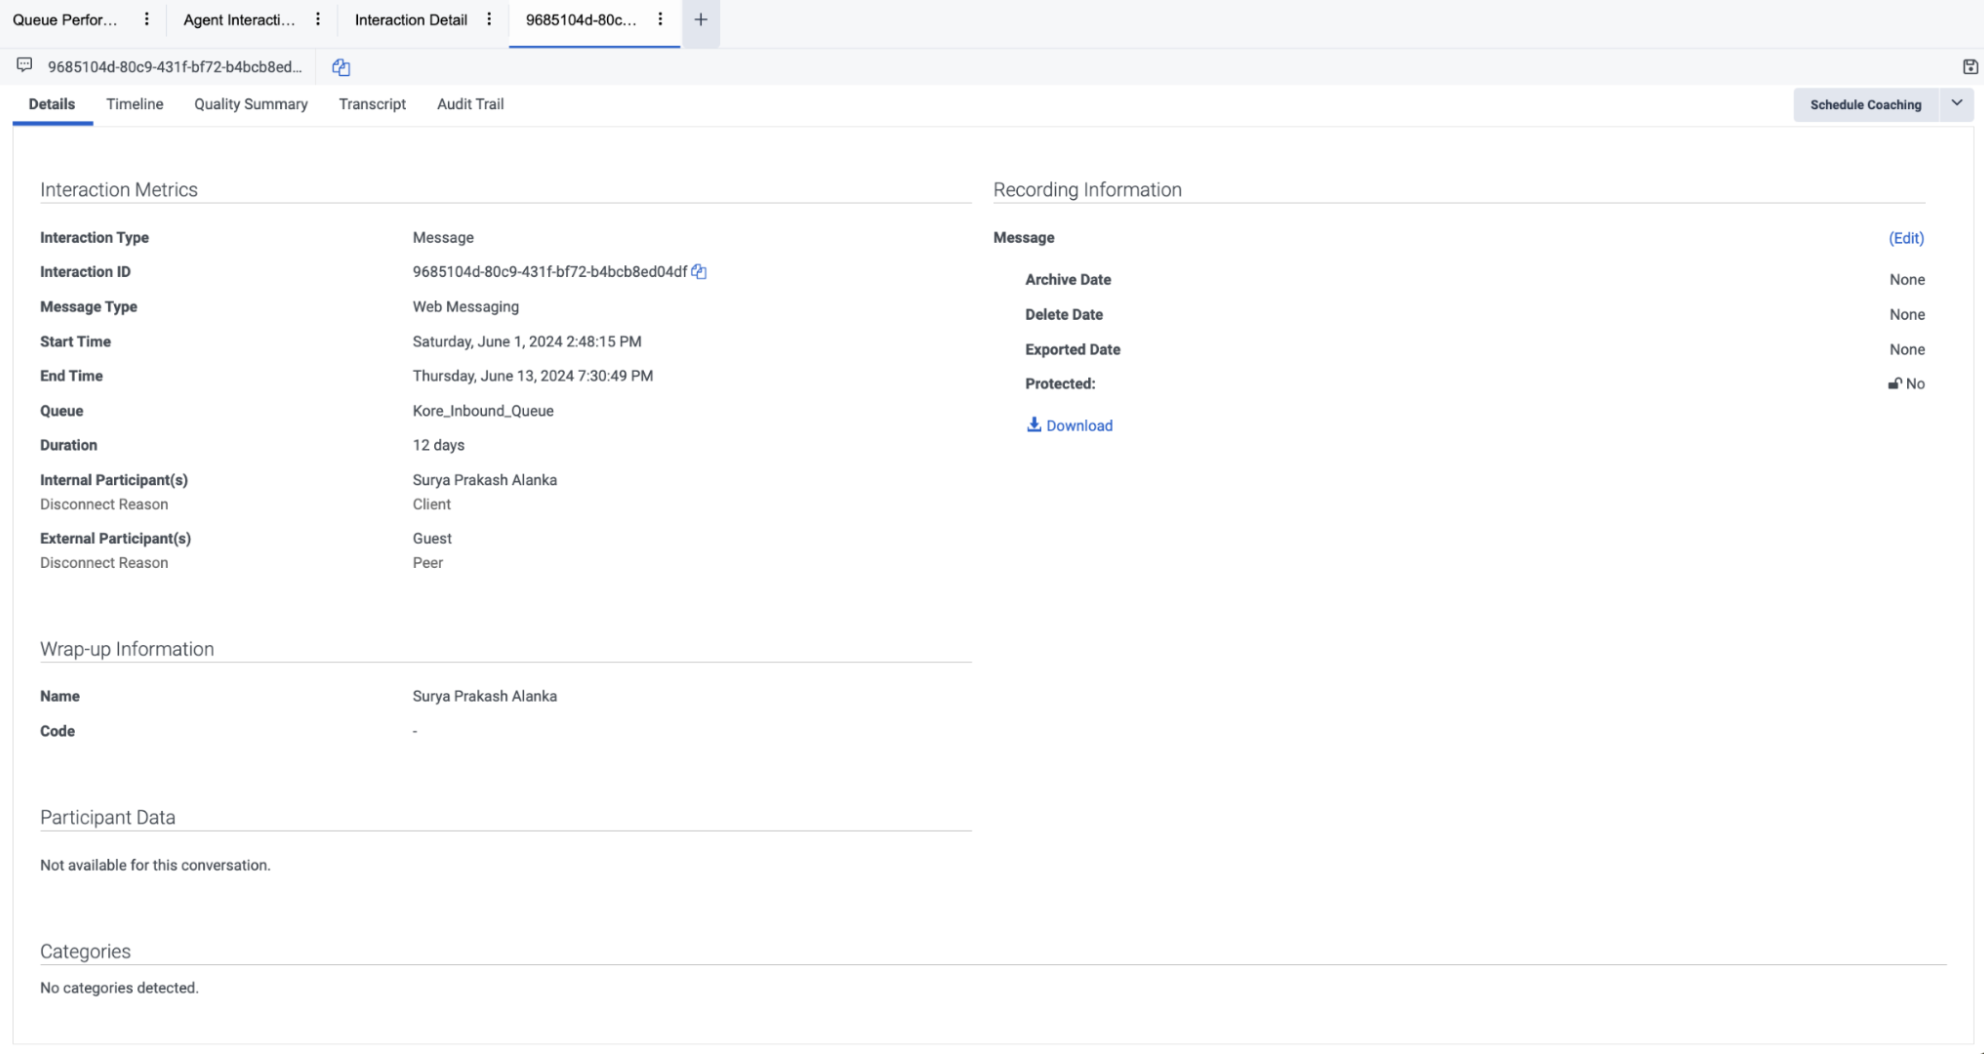 Queue Perfor... Agent Interacti... Interaction Detail 9685104d-80c... +
9685104d-80c9-431f-bf72-b4bcb8ed...
Details Timeline Quality Summary Transcript Audit Trail Schedule Coaching
Interaction Metrics
Interaction Type Message
Interaction ID 9685104d-80c9-431f-bf72-b4bcb8ed04df
Message Type Web Messaging
Start Time Saturday, June 1, 2024 2:48:15 PM
End Time Thursday, June 13, 2024 7:30:49 PM
Queue Kore_Inbound_Queue
Duration 12 days
Internal Participant(s) Surya Prakash Alanka
Disconnect Reason Client
External Participant(s) Guest
Disconnect Reason Peer
Wrap-up Information
Name Surya Prakash Alanka
Code -
Participant Data
Not available for this conversation.
Recording Information
Message (Edit)
Archive Date None
Delete Date None
Exported Date None
Protected: No
Download
Categories
No categories detected.